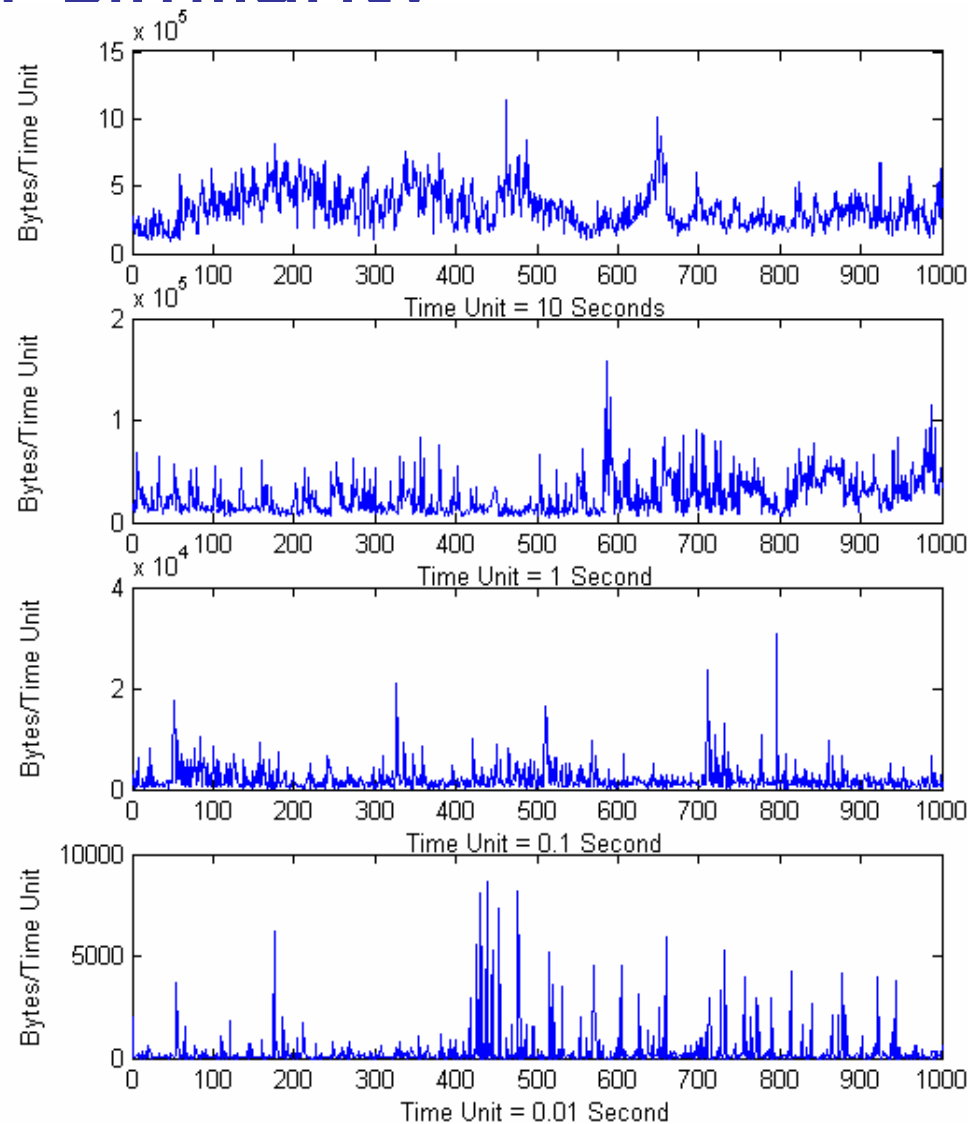 x 10^5
15
10
5
0
Bytes/Time Unit
0 100 200 300 400 500 600 700 800 900 1000
Time Unit = 10 Seconds
x 10^5
2
1
0
Bytes/Time Unit
0 100 200 300 400 500 600 700 800 900 1000
Time Unit = 1 Second
x 10^4
4
2
0
Bytes/Time Unit
0 100 200 300 400 500 600 700 800 900 1000
Time Unit = 0.1 Second
10000
5000
0
Bytes/Time Unit
0 100 200 300 400 500 600 700 800 900 1000
Time Unit = 0.01 Second